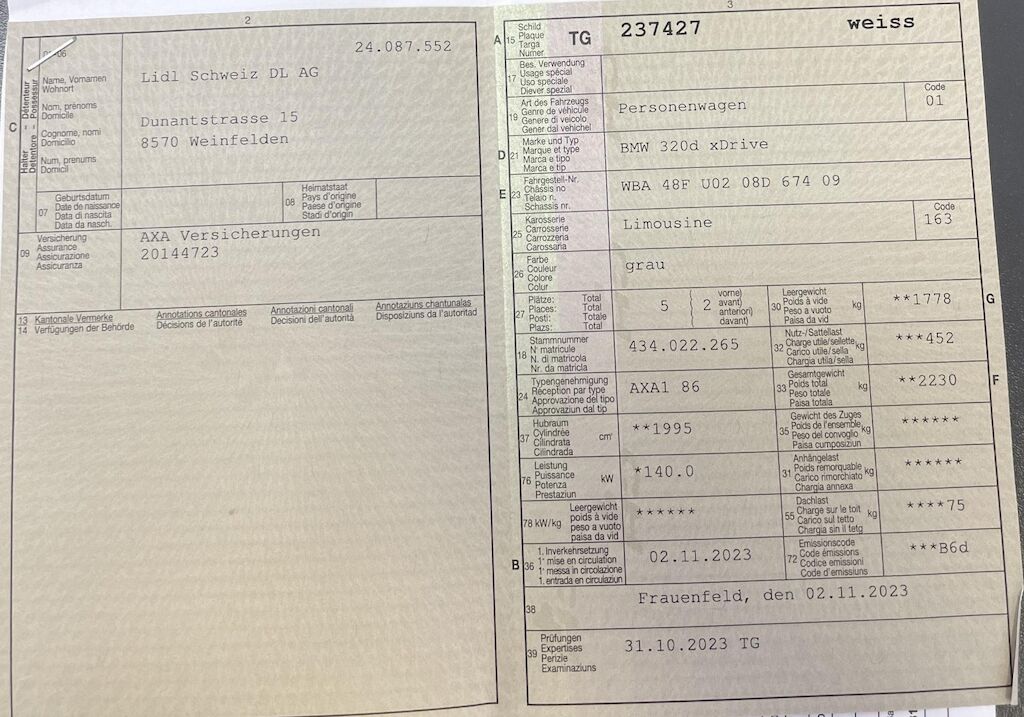 2
06
24.087.552
C
Halter – Détenteur
Detentore – Possessur
Name, Vornamen
Wohnort
Nom, prénoms
Domicile
Cognome, nomi
Domicilio
Num, prenums
Domicil
Lidl Schweiz DL AG
Dunantstrasse 15
8570 Weinfelden
07
Geburtsdatum
Date de naissance
Data di nascita
Data da nasch.
08
Heimatstaat
Pays d'origine
Paese d'origine
Stadi d'origin
09
Versicherung
Assurance
Assicurazione
Assicuranza
AXA Versicherungen
20144723
13
14
Kantonale Vermerke
Verfügungen der Behörde
Annotations cantonales
Décisions de l'autorité
Annotazioni cantonali
Decisioni dell'autorità
Annotaziuns chantunalas
Disposiziuns da l'autoritad
3
A
15
Schild
Plaque
Targa
Numer
TG
237427
weiss
17
Bes. Verwendung
Usage spécial
Uso speciale
Diever spezial
19
Art des Fahrzeugs
Genre de véhicule
Genere di veicolo
Gener dal vehichel
Personenwagen
Code
01
D
21
Marke und Typ
Marque et type
Marca e tipo
Marca e tip
BMW 320d xDrive
E
23
Fahrgestell-Nr.
Châssis no
Telaio n.
Schassis nr.
WBA 48F U02 08D 674 09
25
Karosserie
Carrosserie
Carrozzeria
Carossaria
Limousine
Code
163
26
Farbe
Couleur
Colore
Colur
grau
27
Plätze: Total
Places: Total
Posti: Totale
Plazs: Total
5
2
vorne)
avant)
anteriori)
davant)
30
Leergewicht
Poids à vide
Peso a vuoto
Paisa da vid
kg
**1778
G
18
Stammnummer
N° matricule
N. di matricola
Nr. da matricla
434.022.265
32
Nutz-/Sattellast
Charge utile/sellette
Carico utile/sella
Chargia utila/sella
kg
***452
24
Typengenehmigung
Réception par type
Approvazione del tipo
Approvaziun dal tip
AXA1 86
33
Gesamtgewicht
Poids total
Peso totale
Paisa totala
kg
**2230
F
37
Hubraum
Cylindrée
Cilindrata
Cilindrada
cm³
**1995
35
Gewicht des Zuges
Poids de l'ensemble
Peso del convoglio
Paisa cumposiziun
kg
******
76
Leistung
Puissance
Potenza
Prestaziun
kW
*140.0
31
Anhängelast
Poids remorquable
Carico rimorchiato
Chargia annexa
kg
******
78 kW/kg
Leergewicht
poids à vide
peso a vuoto
paisa da vid
******
55
Dachlast
Charge sur le toit
Carico sul tetto
Chargia sin il tetg
kg
****75
B
36
1. Inverkehrsetzung
1re mise en circulation
1a messa in circolazione
1. entrada en circulaziun
02.11.2023
72
Emissionscode
Code émissions
Codice emissioni
Code d'emissiuns
***B6d
38
Frauenfeld, den 02.11.2023
39
Prüfungen
Expertises
Perizie
Examinaziuns
31.10.2023 TG